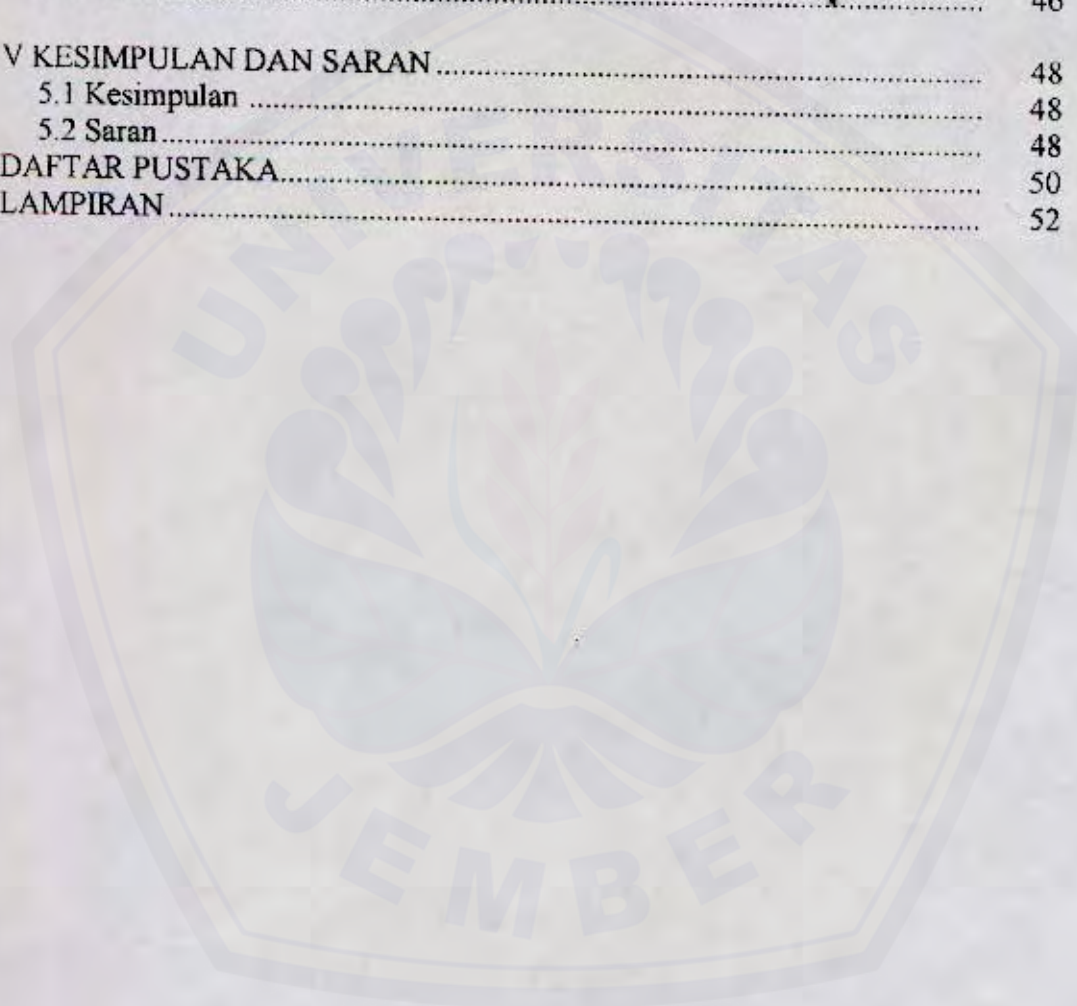 46
V KESIMPULAN DAN SARAN ........ 48
5.1 Kesimpulan ........ 48
5.2 Saran ........ 48
DAFTAR PUSTAKA ........ 50
LAMPIRAN ........ 52
UNIVERSITAS
JEMBER